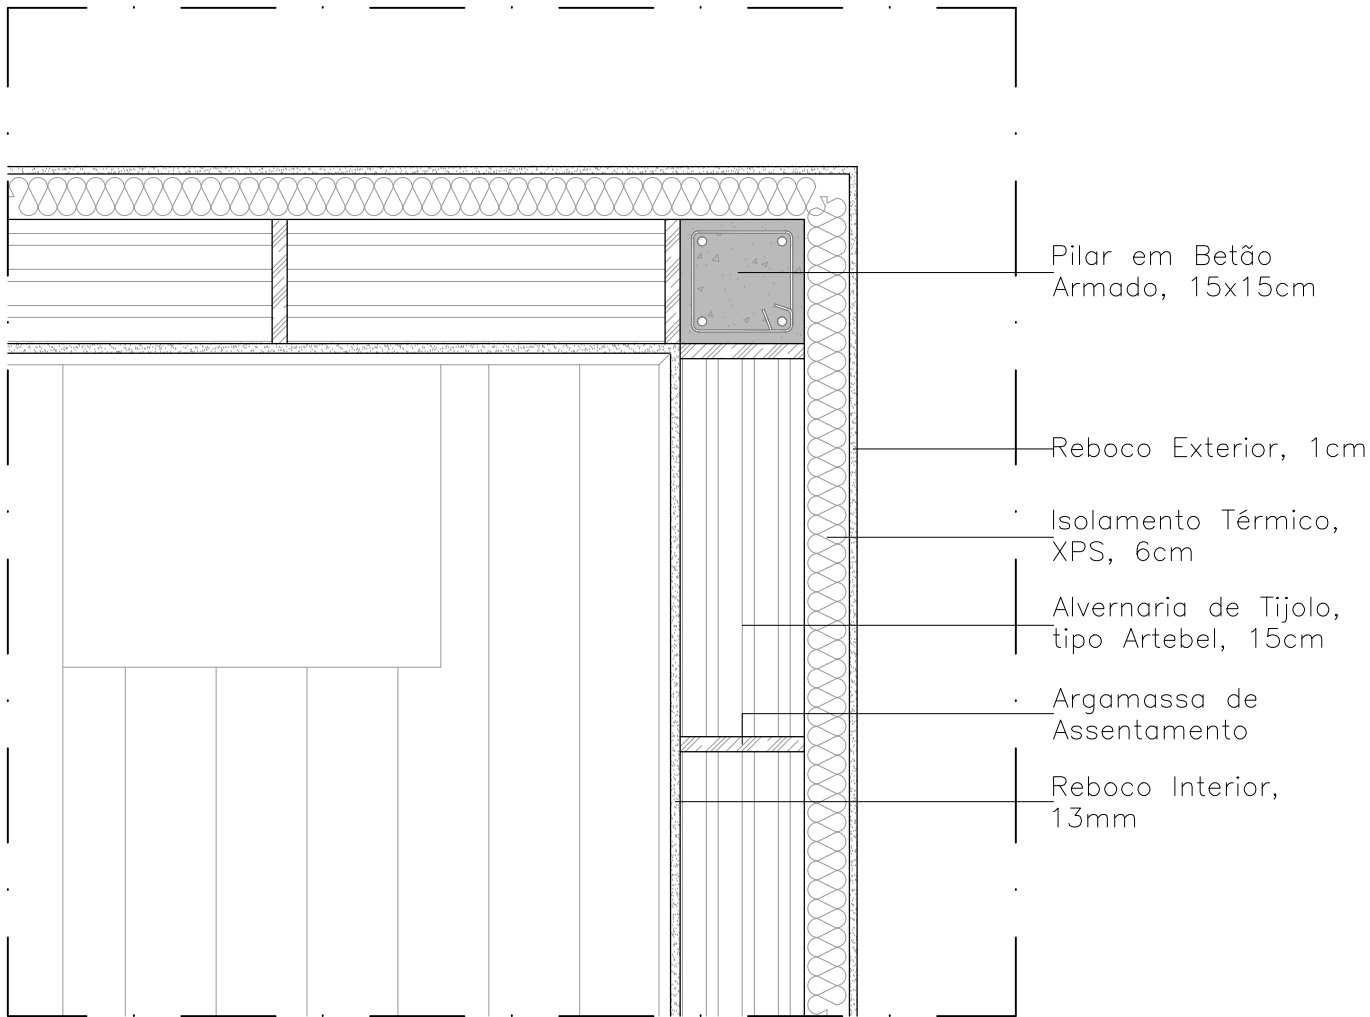 Pilar em Betão
Armado, 15x15cm
Reboco Exterior, 1cm
Isolamento Térmico,
XPS, 6cm
Alvernaria de Tijolo,
tipo Artebel, 15cm
Argamassa de
Assentamento
Reboco Interior,
13mm